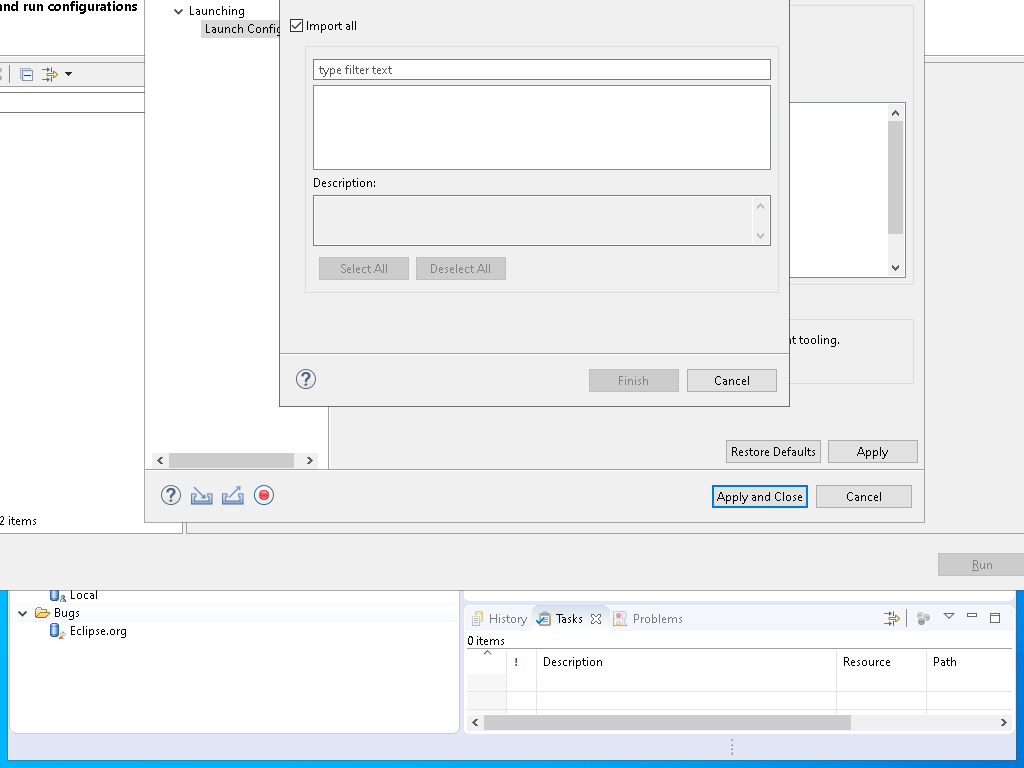 and run configurations
Launching
Launch Config
Import all
type filter text
Description:
Select All
Deselect All
t tooling.
Finish
Cancel
Restore Defaults
Apply
Apply and Close
Cancel
2 items
Run
Local
Bugs
Eclipse.org
History
Tasks
Problems
0 items
!
Description
Resource
Path